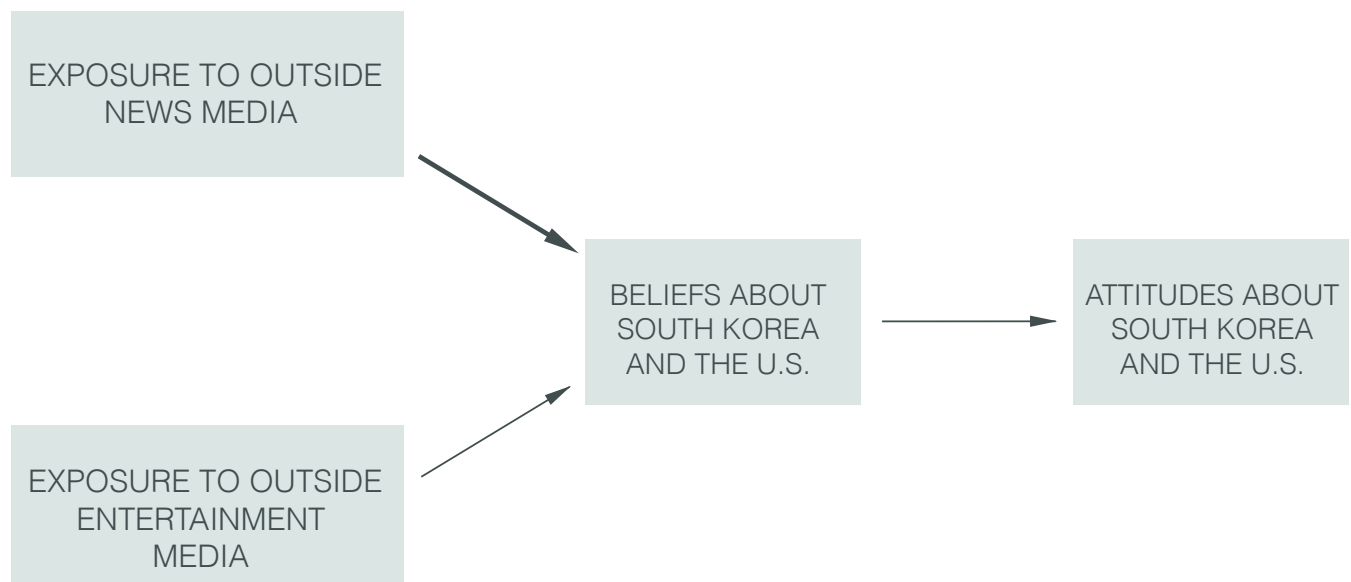 EXPOSURE TO OUTSIDE
NEWS MEDIA
BELIEFS ABOUT
SOUTH KOREA
AND THE U.S.
ATTITUDES ABOUT
SOUTH KOREA
AND THE U.S.
EXPOSURE TO OUTSIDE
ENTERTAINMENT
MEDIA